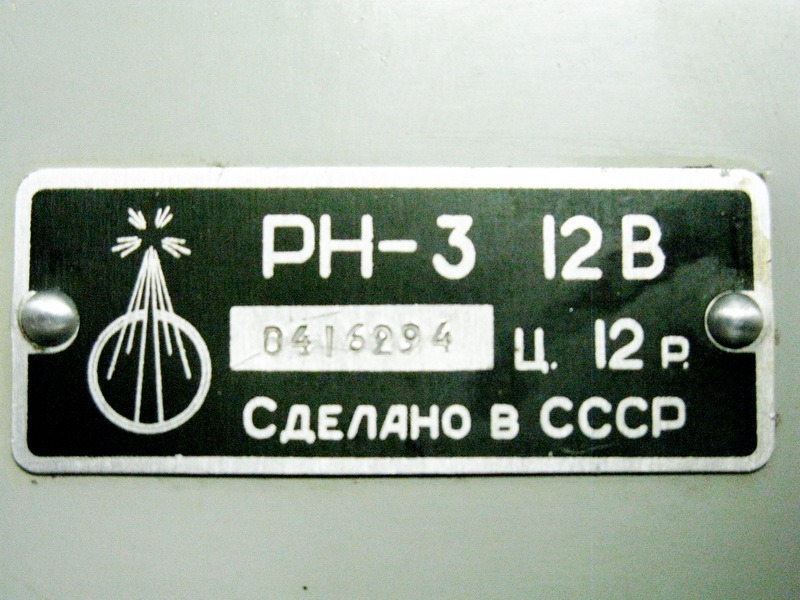 РН-3 12В
0416294 Ц. 12 Р.
СДЕЛАНО В СССР